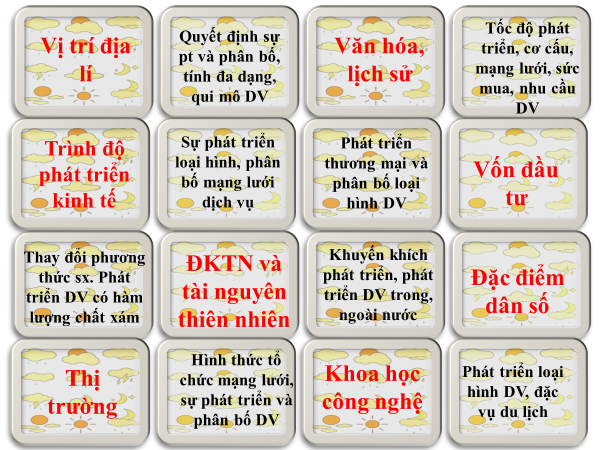 Vị trí địa
lí
Quyết định sự
pt và phân bố,
tính đa dạng,
qui mô DV
Văn hóa,
lịch sử
Tốc độ phát
triển, cơ cấu,
mạng lưới, sức
mua, nhu cầu
DV
Trình độ
phát triển
kinh tế
Sự phát triển
loại hình, phân
bố mạng lưới
dịch vụ
Phát triển
thương mại và
phân bố loại
hình DV
Vốn đầu
tư
Thay đổi phương
thức sx. Phát
triển DV có hàm
lượng chất xám
ĐKTN và
tài nguyên
thiên nhiên
Khuyến khích
phát triển, phát
triển DV trong,
ngoài nước
Đặc điểm
dân số
Thị
trường
Hình thức tổ
chức mạng lưới,
sự phát triển và
phân bố DV
Khoa học
công nghệ
Phát triển loại
hình DV, đặc
vụ du lịch